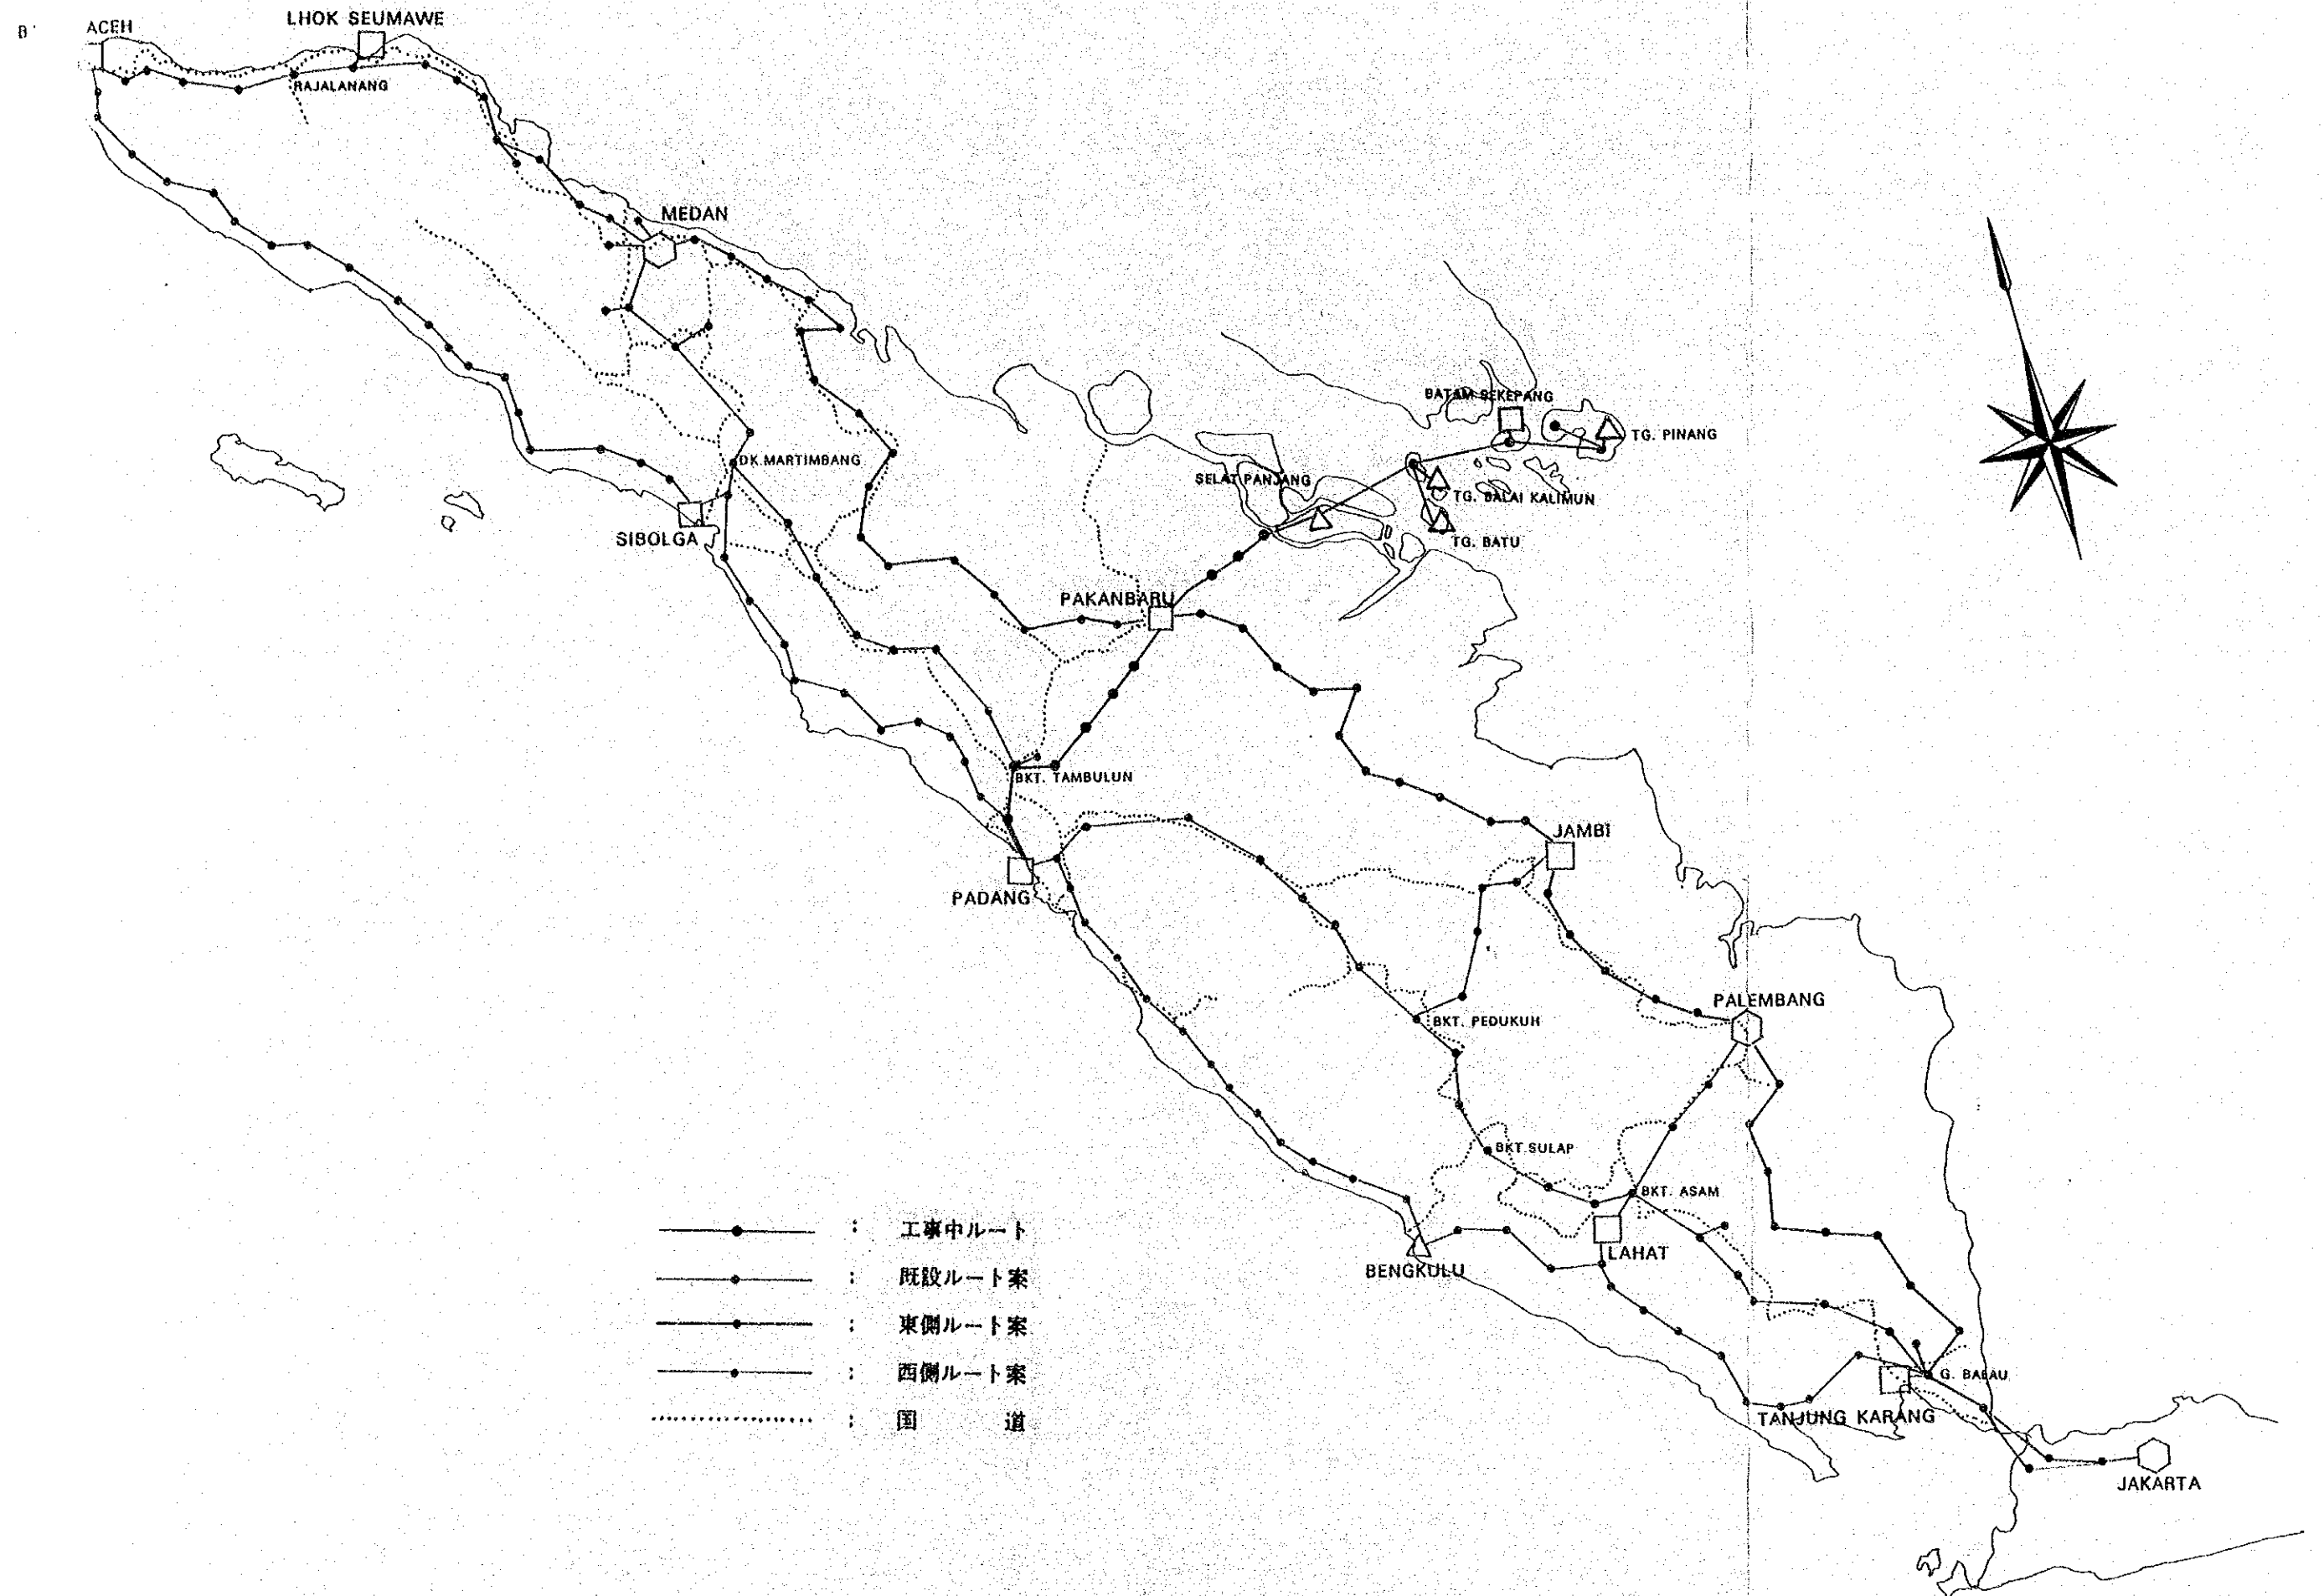 LHOK SEUMAWE
ACEH
RAJALANANG
MEDAN
BATAM SEKEPANG
TG. PINANG
DK.MARTIMBANG
SELAT PANJANG
TG. BALAI KALIMUN
SIBOLGA
TG. BATU
PAKANBARU
BKT. TAMBULUN
JAMBI
PADANG
PALEMBANG
BKT. PEDUKUH
BKT.SULAP
BKT. ASAM
: 工事中ルート
LAHAT
BENGKULU
: 既設ルート案
: 東側ルート案
: 西側ルート案
TANJUNG KARANG
: 国 道
JAKARTA